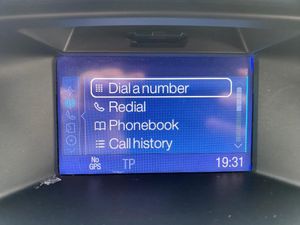 Dial a number
Redial
Phonebook
Call history
No
GPS
TP
19:31